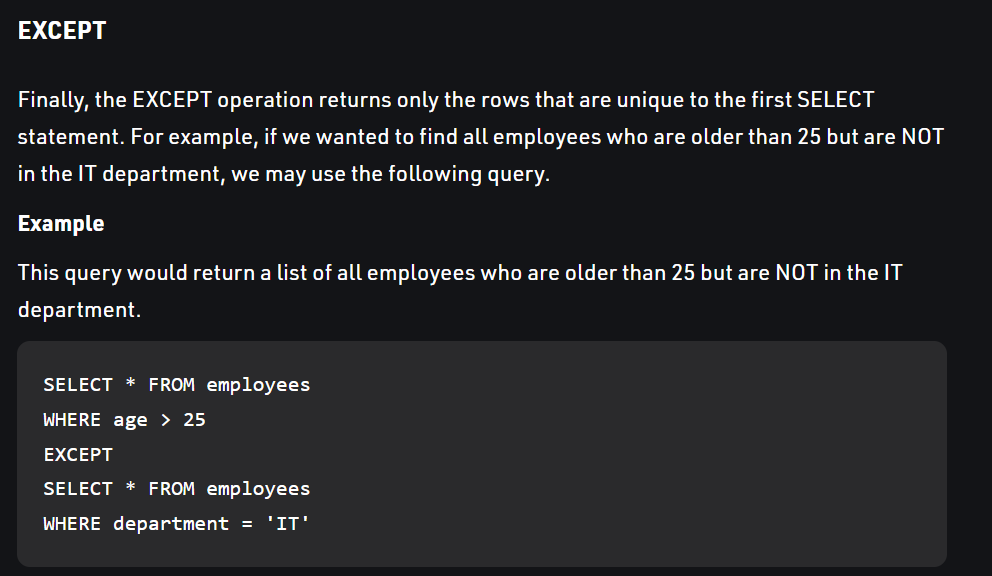 EXCEPT
Finally, the EXCEPT operation returns only the rows that are unique to the first SELECT
statement. For example, if we wanted to find all employees who are older than 25 but are NOT
in the IT department, we may use the following query.
Example
This query would return a list of all employees who are older than 25 but are NOT in the IT
department.
SELECT * FROM employees
WHERE age > 25
EXCEPT
SELECT * FROM employees
WHERE department = 'IT'